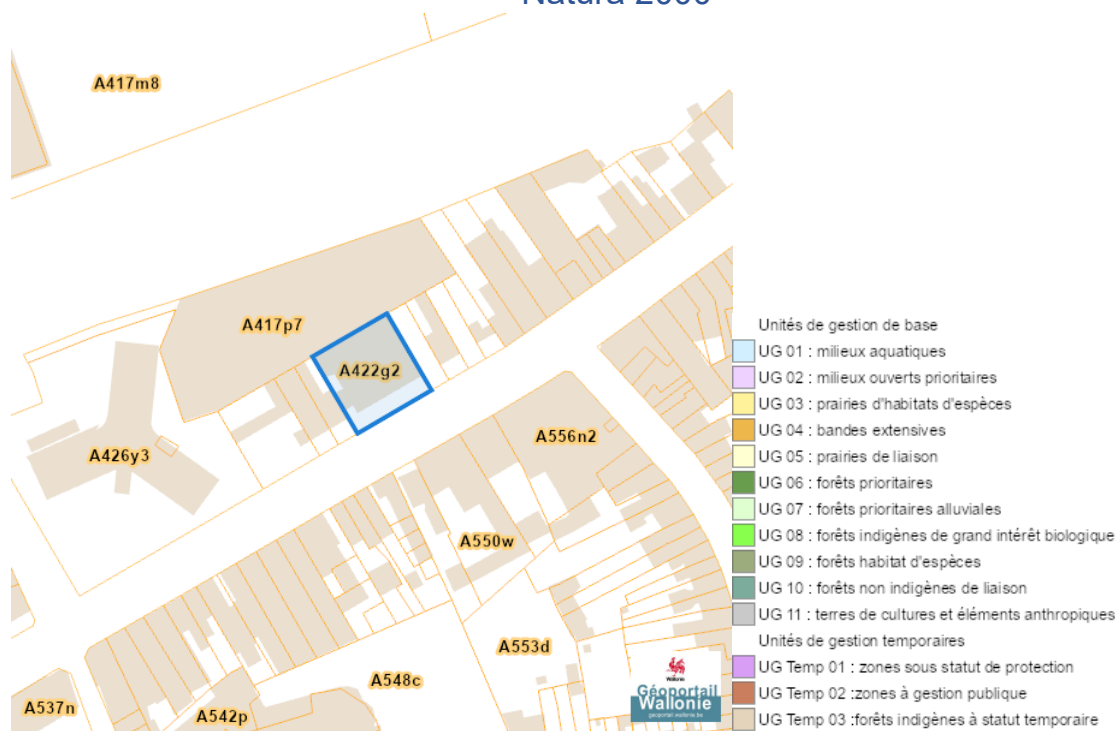 Natura 2000
A417m8
A417p7
A422g2
A426y3
A556n2
A550w
A553d
A548c
A537n
A542p
Wallonie
Géoportail
Wallonie
geoportail.wallonie.be
Unités de gestion de base
UG 01 : milieux aquatiques
UG 02 : milieux ouverts prioritaires
UG 03 : prairies d'habitats d'espèces
UG 04 : bandes extensives
UG 05 : prairies de liaison
UG 06 : forêts prioritaires
UG 07 : forêts prioritaires alluviales
UG 08 : forêts indigènes de grand intérêt biologique
UG 09 : forêts habitat d'espèces
UG 10 : forêts non indigènes de liaison
UG 11 : terres de cultures et éléments anthropiques
Unités de gestion temporaires
UG Temp 01 : zones sous statut de protection
UG Temp 02 :zones à gestion publique
UG Temp 03 :forêts indigènes à statut temporaire